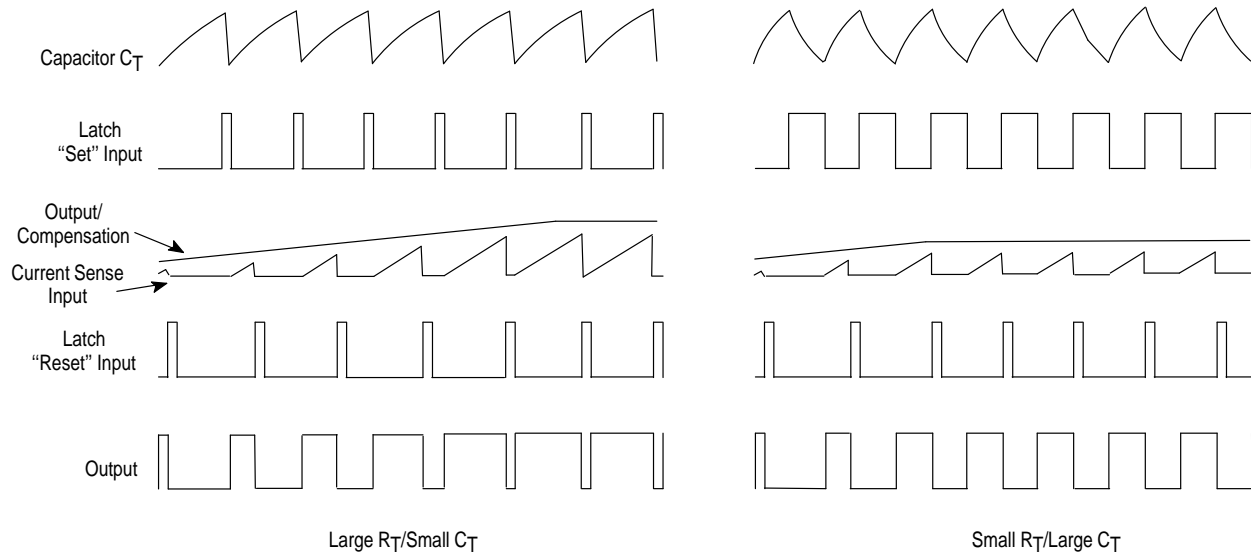 Capacitor CT
Latch
“Set” Input
Output/
Compensation
Current Sense
Input
Latch
“Reset” Input
Output
Large RT/Small CT
Small RT/Large CT